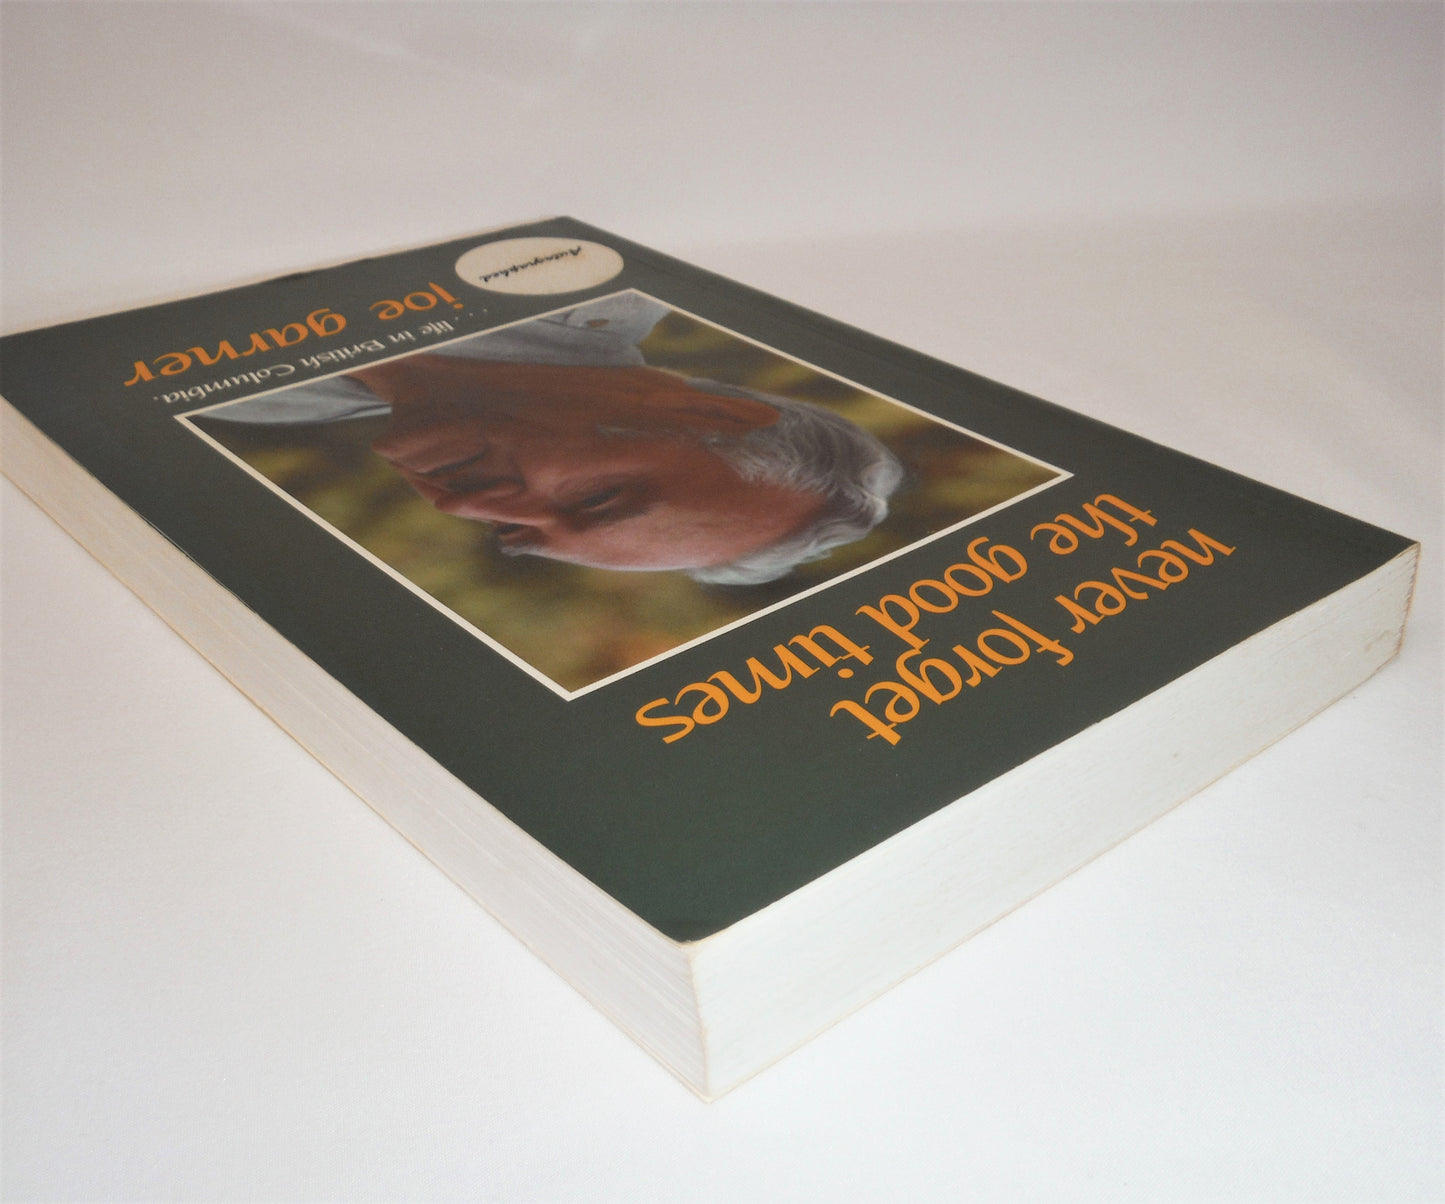 never forget
the good times
...life in British Columbia.
joe garner
Autographed